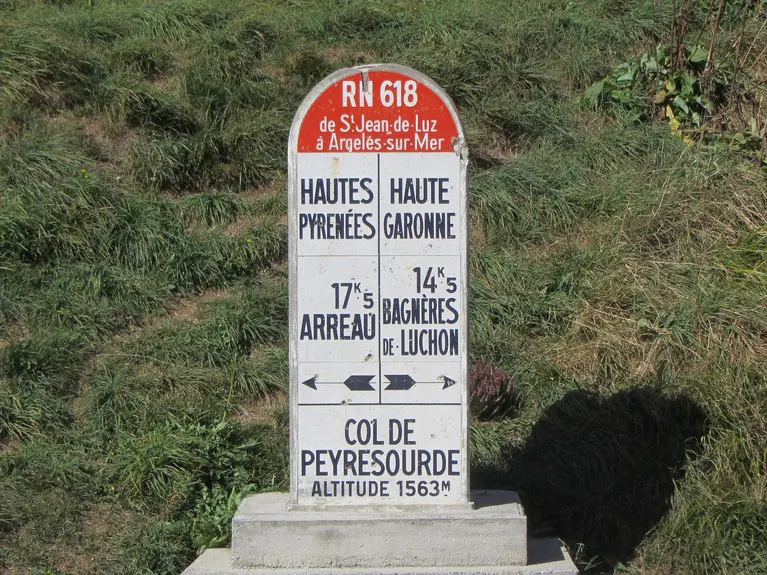 RN 618
de St Jean-de-Luz
à Argelés-sur-Mer
HAUTES
PYRENÉES
HAUTE
GARONNE
17K5
ARREAU
14K5
BAGNÈRES
DE-LUCHON
COL DE
PEYRESOURDE
ALTITUDE 1563M